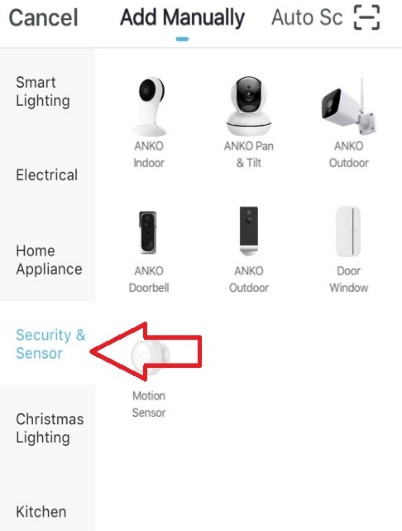 Cancel Add Manually Auto Sc
Smart
Lighting
Electrical
Home
Appliance
Security &
Sensor
Christmas
Lighting
Kitchen
ANKO
Indoor
ANKO Pan
& Tilt
ANKO
Outdoor
ANKO
Doorbell
ANKO
Outdoor
Door
Window
Motion
Sensor